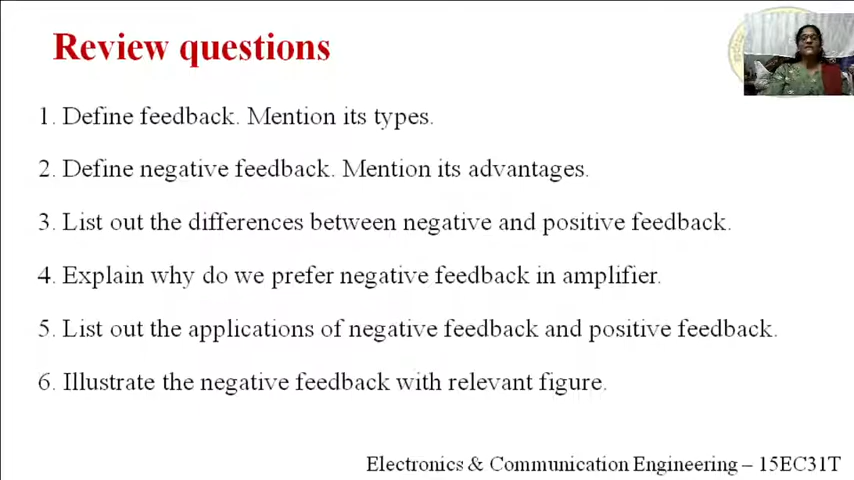 Review questions
1. Define feedback. Mention its types.
2. Define negative feedback. Mention its advantages.
3. List out the differences between negative and positive feedback.
4. Explain why do we prefer negative feedback in amplifier.
5. List out the applications of negative feedback and positive feedback.
6. Illustrate the negative feedback with relevant figure.
Electronics & Communication Engineering – 15EC31T